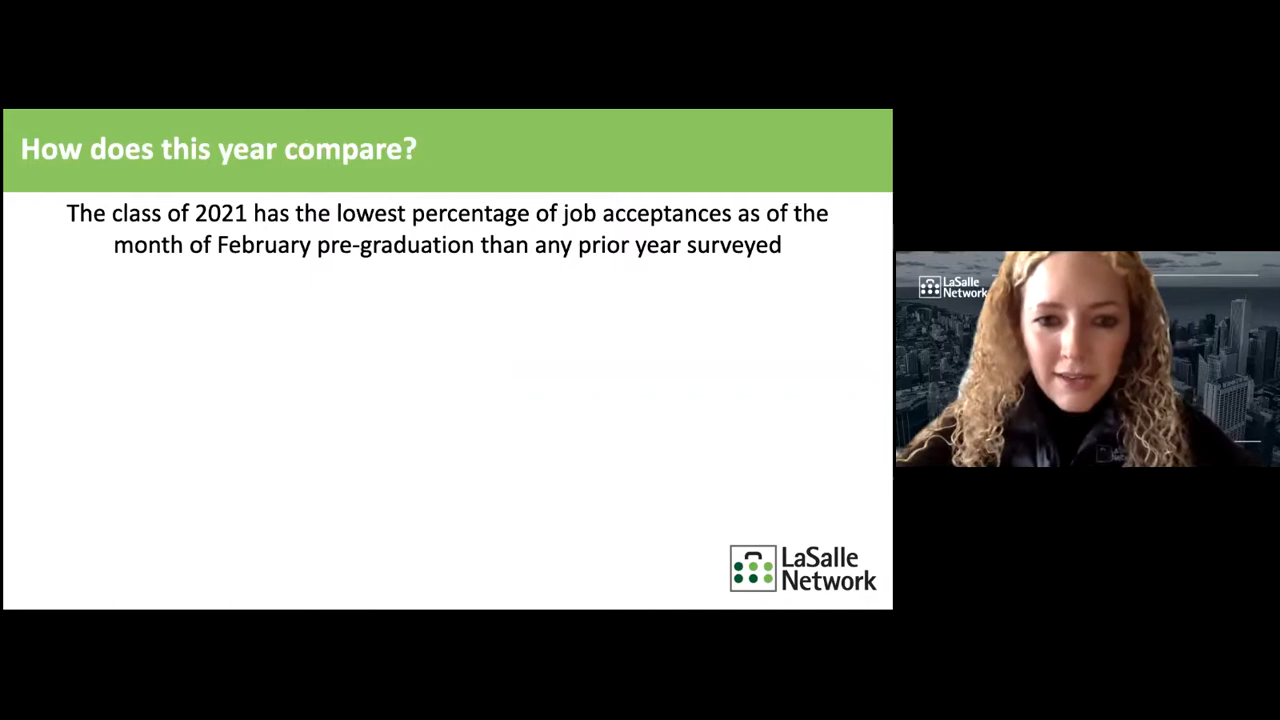 How does this year compare?
The class of 2021 has the lowest percentage of job acceptances as of the
month of February pre-graduation than any prior year surveyed
LaSalle
Network
LaSalle
Network